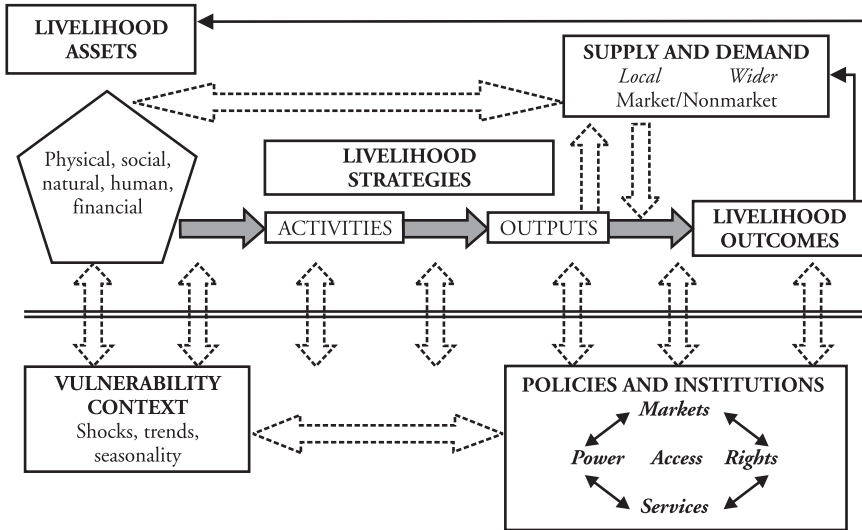 LIVELIHOOD
ASSETS
SUPPLY AND DEMAND
Local Wider
Market/Nonmarket
Physical, social,
natural, human,
financial
LIVELIHOOD
STRATEGIES
ACTIVITIES
OUTPUTS
LIVELIHOOD
OUTCOMES
VULNERABILITY
CONTEXT
Shocks, trends,
seasonality
POLICIES AND INSTITUTIONS
Markets
Power Access Rights
Services